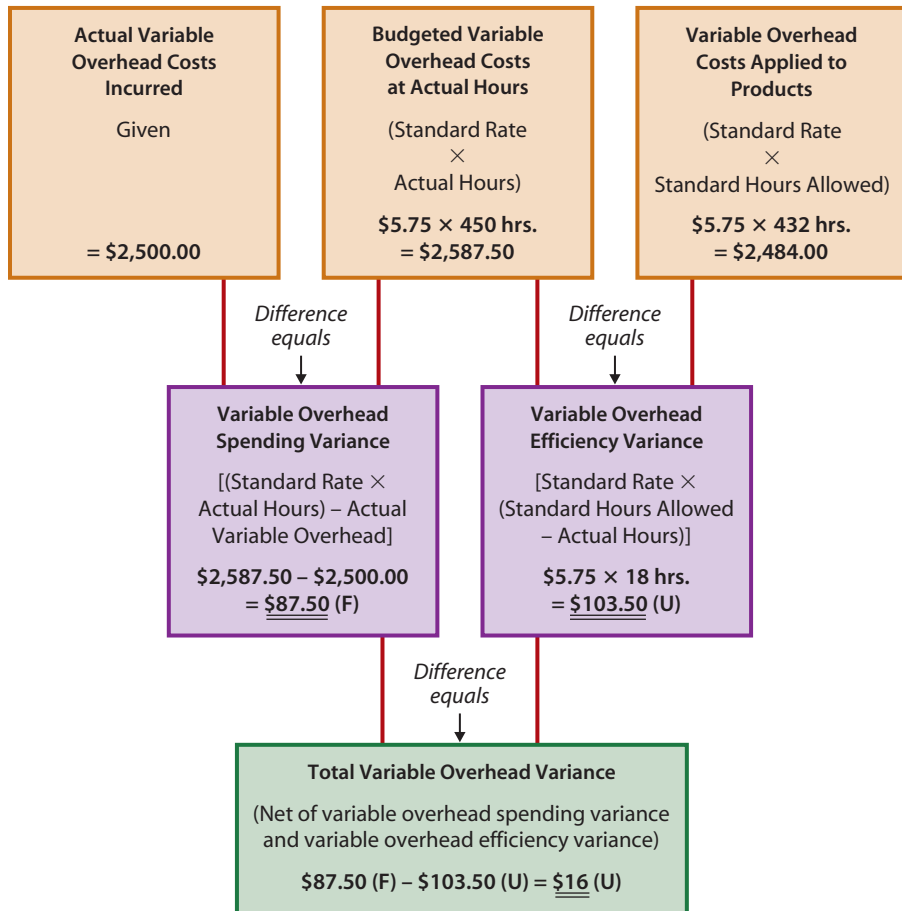 Actual Variable
Overhead Costs
Incurred
Given
= $2,500.00
Budgeted Variable
Overhead Costs
at Actual Hours
(Standard Rate
×
Actual Hours)
$5.75 × 450 hrs.
= $2,587.50
Variable Overhead
Costs Applied to
Products
(Standard Rate
×
Standard Hours Allowed)
$5.75 × 432 hrs.
= $2,484.00
Difference
equals
Difference
equals
Variable Overhead
Spending Variance
[(Standard Rate ×
Actual Hours) – Actual
Variable Overhead]
$2,587.50 – $2,500.00
= $87.50 (F)
Variable Overhead
Efficiency Variance
[Standard Rate ×
(Standard Hours Allowed
– Actual Hours)]
$5.75 × 18 hrs.
= $103.50 (U)
Difference
equals
Total Variable Overhead Variance
(Net of variable overhead spending variance
and variable overhead efficiency variance)
$87.50 (F) – $103.50 (U) = $16 (U)